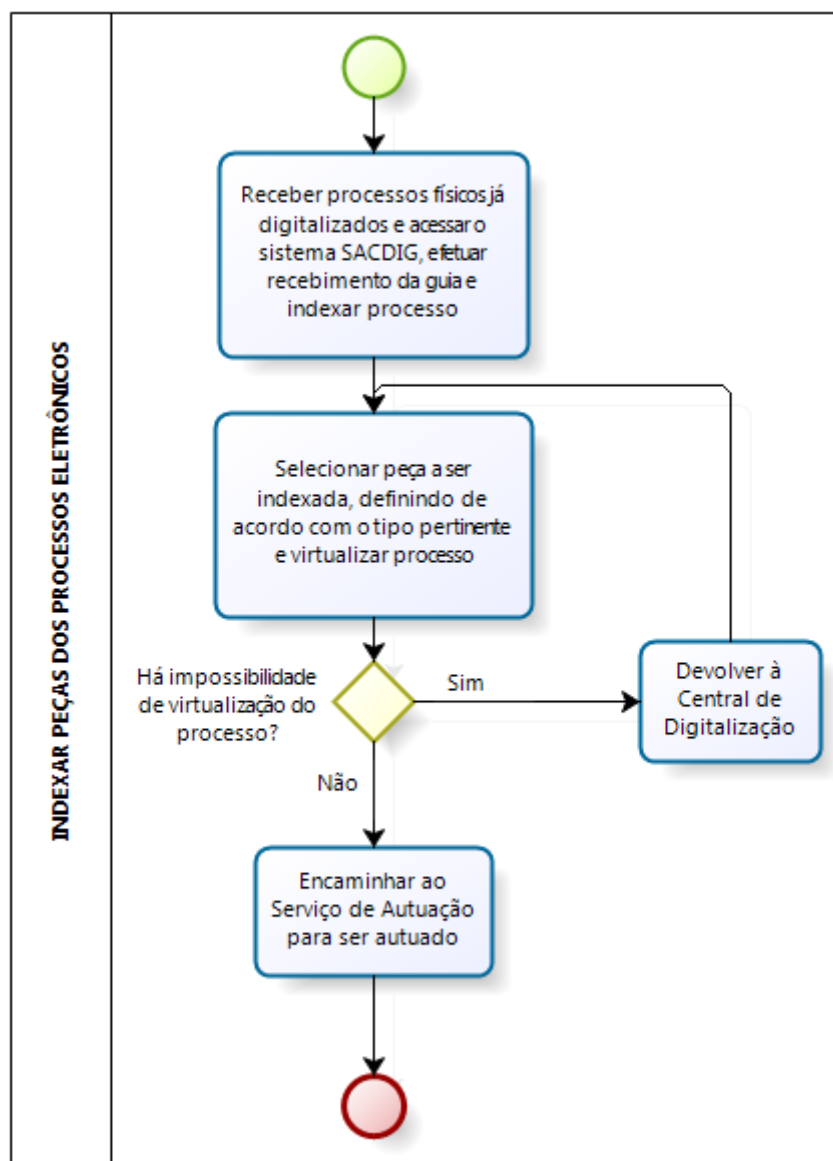 INDEXAR PEÇAS DOS PROCESSOS ELETRÔNICOS
Receber processos físicos já
digitalizados e acessar o
sistema SACDIG, efetuar
recebimento da guia e
indexar processo
Selecionar peça a ser
indexada, definindo de
acordo com o tipo pertinente
e virtualizar processo
Há impossibilidade
de virtualização do
processo?
Sim
Devolver à
Central de
Digitalização
Não
Encaminhar ao
Serviço de Autuação
para ser autuado